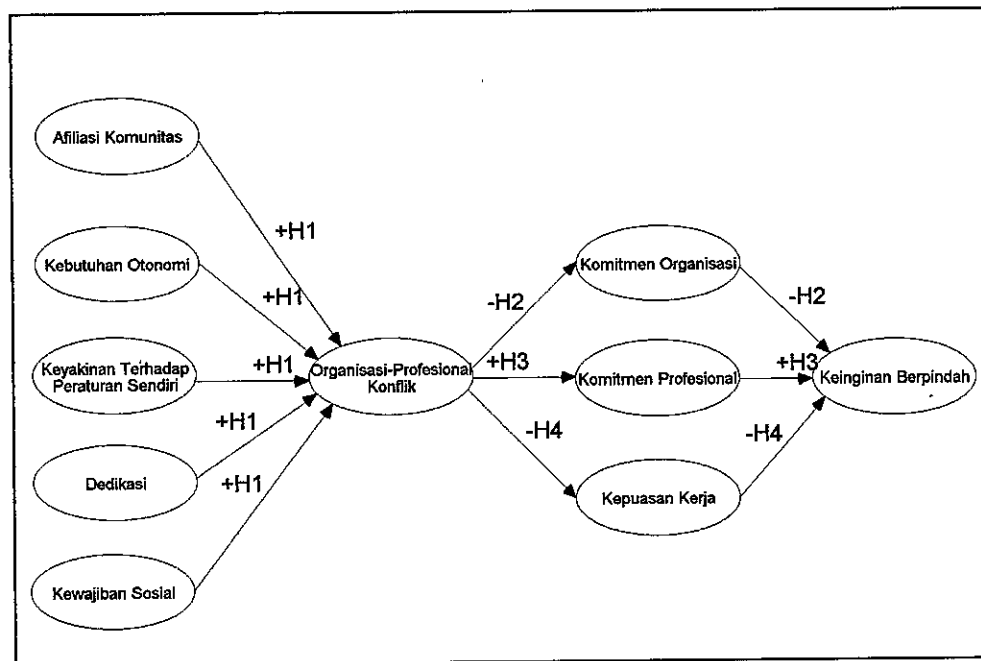 Afiliasi Komunitas
+H1
Kebutuhan Otonomi
+H1
Keyakinan Terhadap
Peraturan Sendiri
+H1
Dedikasi
+H1
Kewajiban Sosial
+H1
Organisasi-Profesional
Konflik
-H2
Komitmen Organisasi
-H2
+H3
Komitmen Profesional
+H3
-H4
Kepuasan Kerja
-H4
Keinginan Berpindah